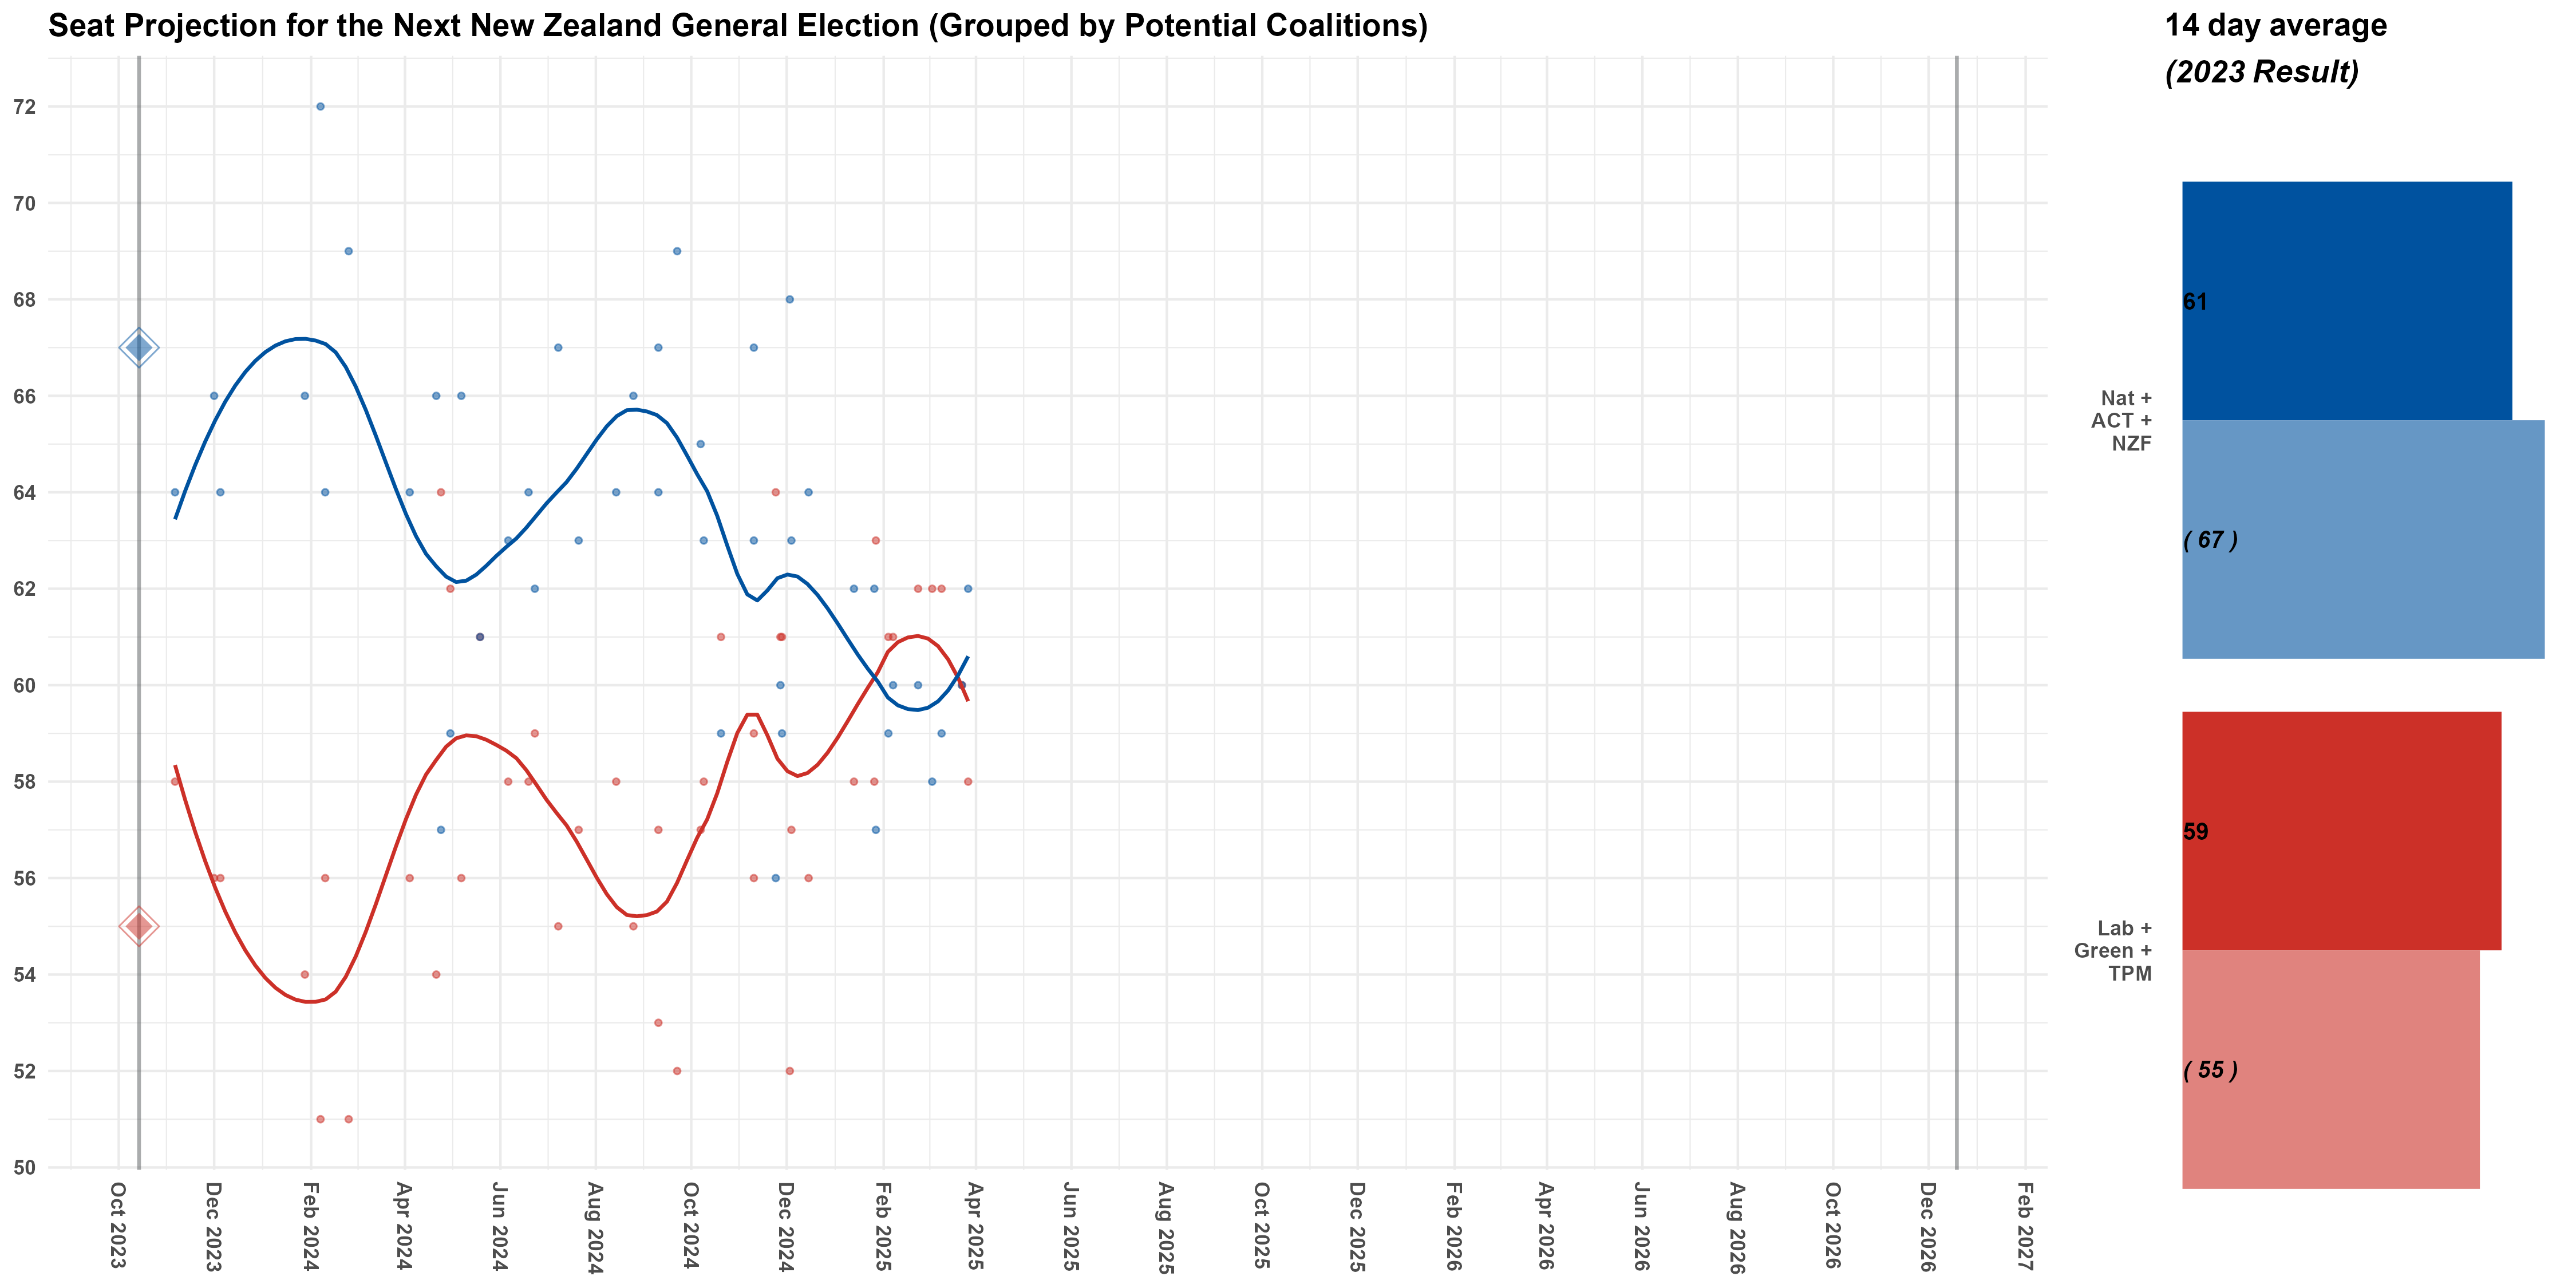 Seat Projection for the Next New Zealand General Election (Grouped by Potential Coalitions)
14 day average
(2023 Result)
72
70
68
66
64
62
60
58
56
54
52
50
Oct 2023
Dec 2023
Feb 2024
Apr 2024
Jun 2024
Aug 2024
Oct 2024
Dec 2024
Feb 2025
Apr 2025
Jun 2025
Aug 2025
Oct 2025
Dec 2025
Feb 2026
Apr 2026
Jun 2026
Aug 2026
Oct 2026
Dec 2026
Feb 2027
Nat +
ACT +
NZF
61
( 67 )
Lab +
Green +
TPM
59
( 55 )